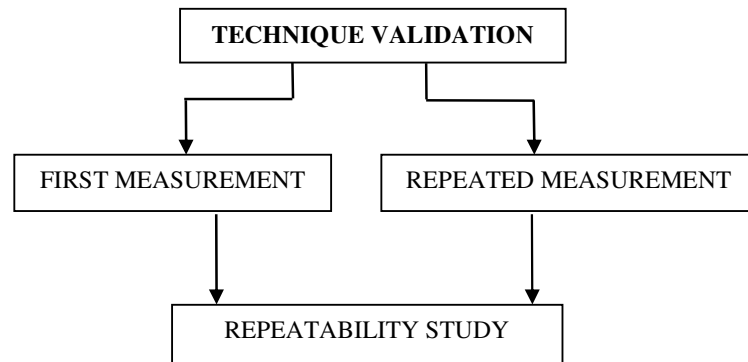 TECHNIQUE VALIDATION
FIRST MEASUREMENT
REPEATED MEASUREMENT
REPEATABILITY STUDY